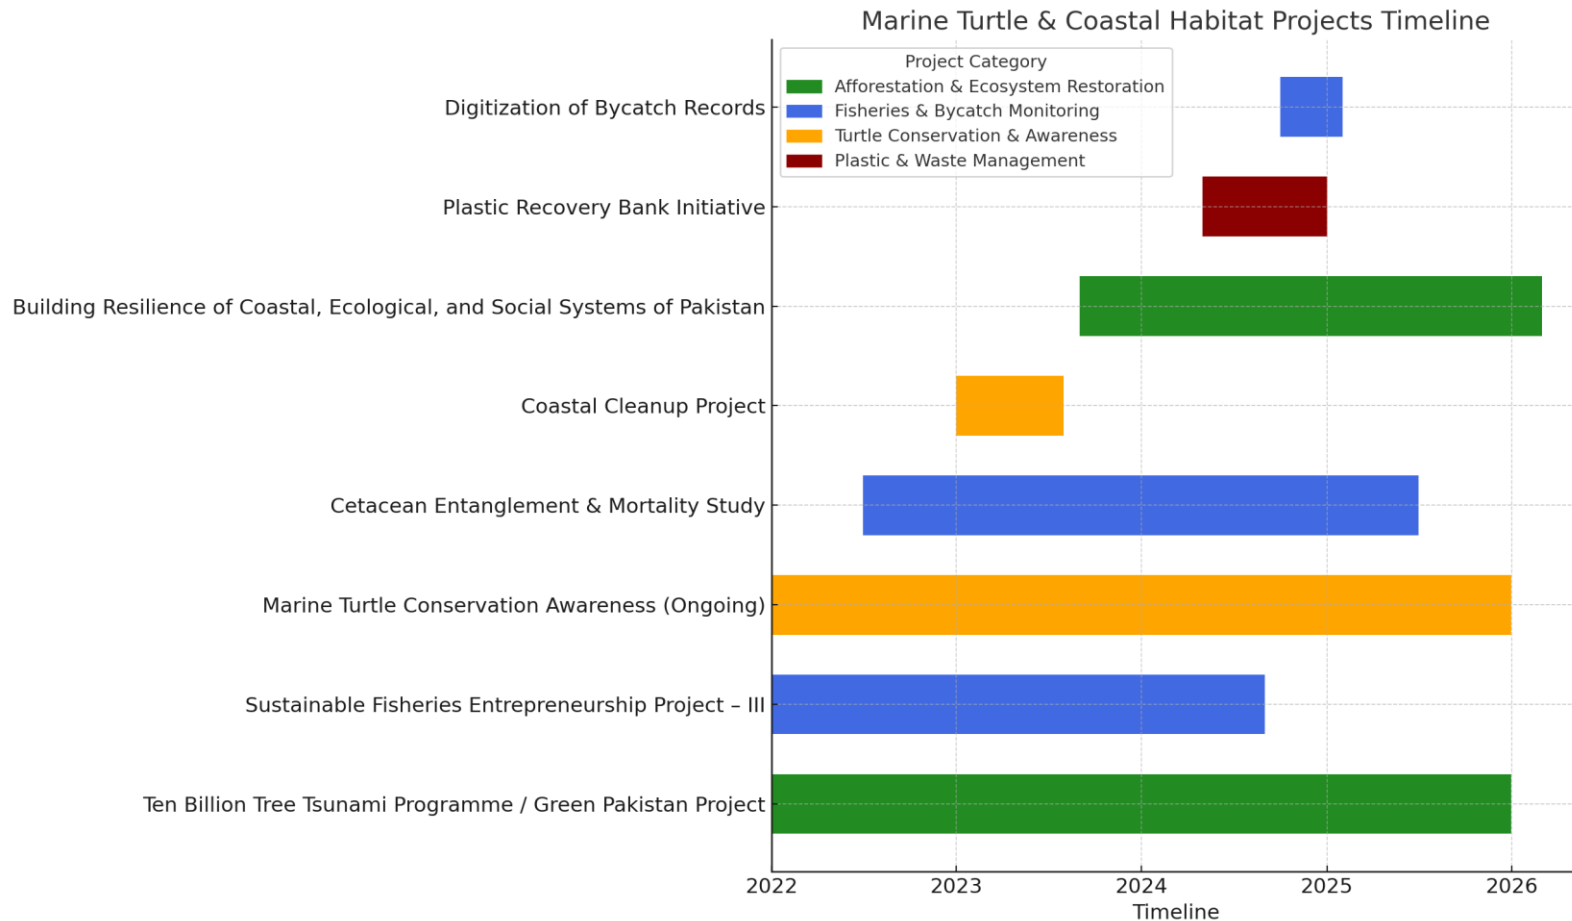 Marine Turtle & Coastal Habitat Projects Timeline
Project Category
Afforestation & Ecosystem Restoration
Fisheries & Bycatch Monitoring
Turtle Conservation & Awareness
Plastic & Waste Management
Digitization of Bycatch Records
Plastic Recovery Bank Initiative
Building Resilience of Coastal, Ecological, and Social Systems of Pakistan
Coastal Cleanup Project
Cetacean Entanglement & Mortality Study
Marine Turtle Conservation Awareness (Ongoing)
Sustainable Fisheries Entrepreneurship Project – III
Ten Billion Tree Tsunami Programme / Green Pakistan Project
2022 2023 2024 2025 2026
Timeline